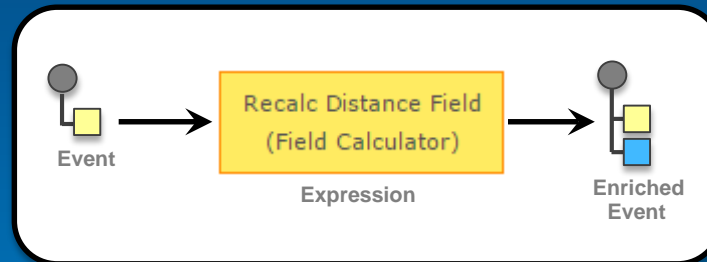 Recalc Distance Field
(Field Calculator)
Event
Expression
Enriched
Event